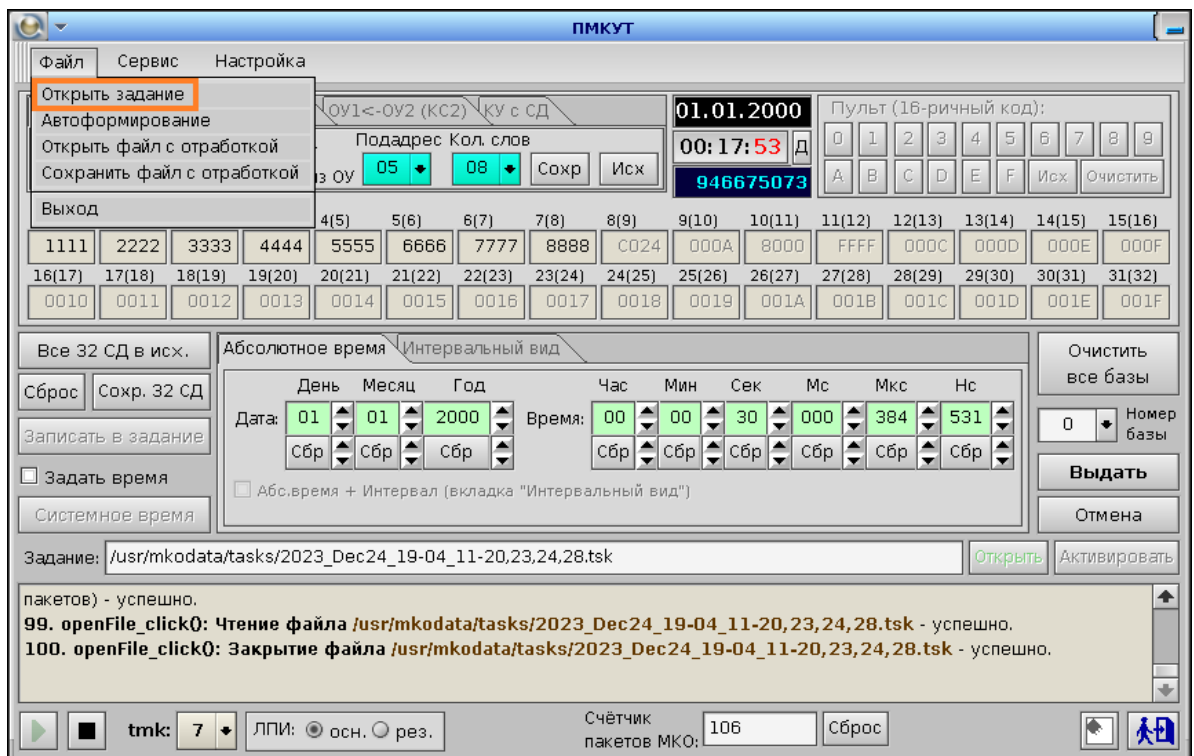 ПМКУТ
Файл Сервис Настройка
Открыть задание
Автоформирование
Открыть файл с отработкой
Сохранить файл с отработкой
Выход
ОУ1<-ОУ2 (КС2) КУ с СД
Подадрес Кол. слов
из ОУ 05 08 Сохр Исх
01.01.2000
00:17:53 Д
946675073
Пульт (16-ричный код):
0 1 2 3 4 5 6 7 8 9
A B C D E F Исх Очистить
4(5) 5(6) 6(7) 7(8) 8(9) 9(10) 10(11) 11(12) 12(13) 13(14) 14(15) 15(16)
1111 2222 3333 4444 5555 6666 7777 8888 C024 000A 8000 FFFF 000C 000D 000E 000F
16(17) 17(18) 18(19) 19(20) 20(21) 21(22) 22(23) 23(24) 24(25) 25(26) 26(27) 27(28) 28(29) 29(30) 30(31) 31(32)
0010 0011 0012 0013 0014 0015 0016 0017 0018 0019 001A 001B 001C 001D 001E 001F
Все 32 СД в исх.
Сброс Сохр. 32 СД
Записать в задание
Задать время
Системное время
Абсолютное время Интервальный вид
День Месяц Год Час Мин Сек Мс Мкс Нс
Дата: 01 01 2000 Время: 00 00 30 000 384 531
Сбр Сбр Сбр Сбр Сбр Сбр Сбр Сбр Сбр
Абс.время + Интервал (вкладка "Интервальный вид")
Очистить
все базы
0 Номер
базы
Выдать
Отмена
Задание: /usr/mkodata/tasks/2023_Dec24_19-04_11-20,23,24,28.tsk Открыть Активировать
пакетов) - успешно.
99. openFile_click(): Чтение файла /usr/mkodata/tasks/2023_Dec24_19-04_11-20,23,24,28.tsk - успешно.
100. openFile_click(): Закрытие файла /usr/mkodata/tasks/2023_Dec24_19-04_11-20,23,24,28.tsk - успешно.
tmk: 7 ЛПИ: осн. рез.
Счётчик
пакетов МКО: 106 Сброс